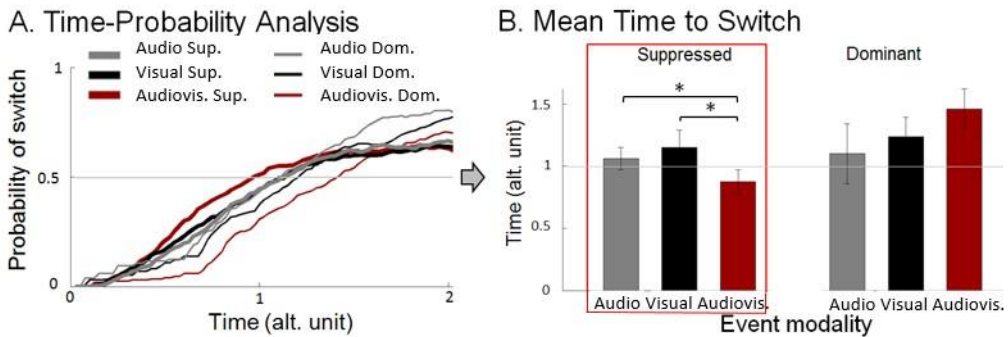 A. Time-Probability Analysis
Audio Sup.
Visual Sup.
Audiovis. Sup.
Audio Dom.
Visual Dom.
Audiovis. Dom.
Probability of switch
1
0.5
0
0
1
2
Time (alt. unit)
B. Mean Time to Switch
Suppressed
Dominant
*
*
Time (alt. unit)
1.5
1
0.5
0
Audio Visual Audiovis.
Audio Visual Audiovis.
Event modality